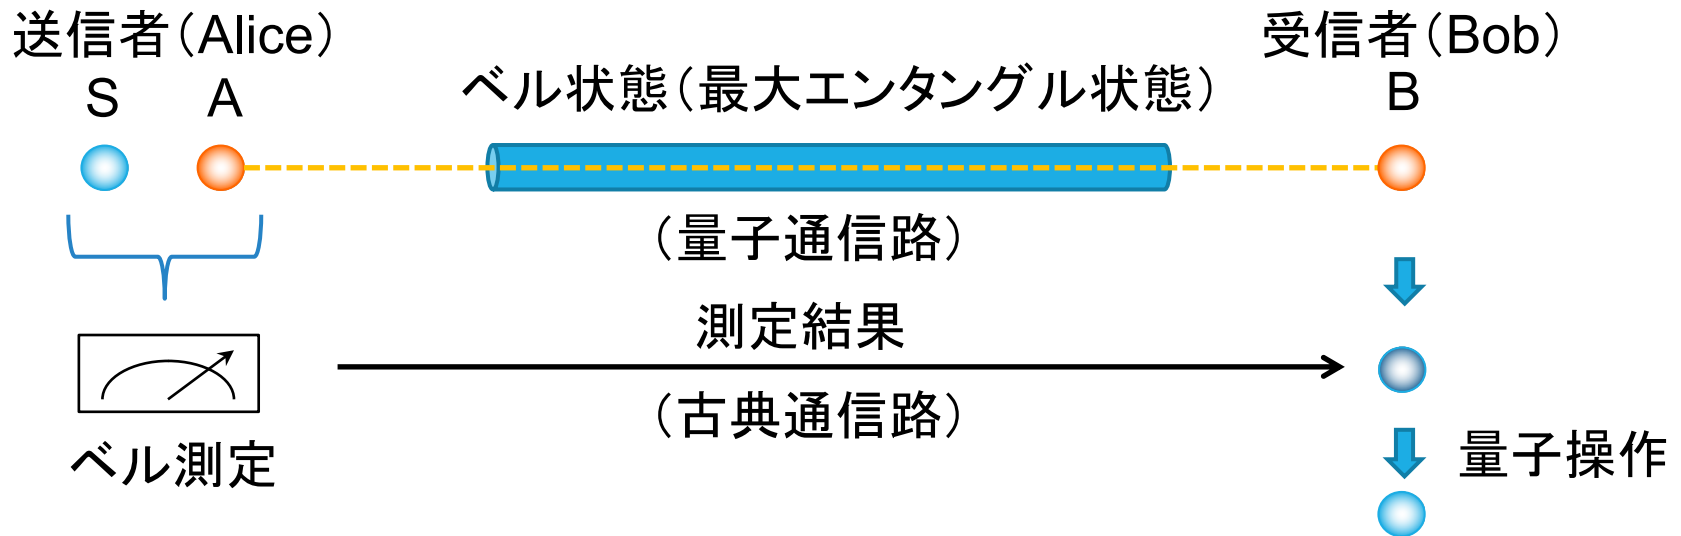 送信者（Alice）
受信者（Bob）
S
A
ベル状態（最大エンタングル状態）
B
（量子通信路）
測定結果
（古典通信路）
ベル測定
量子操作